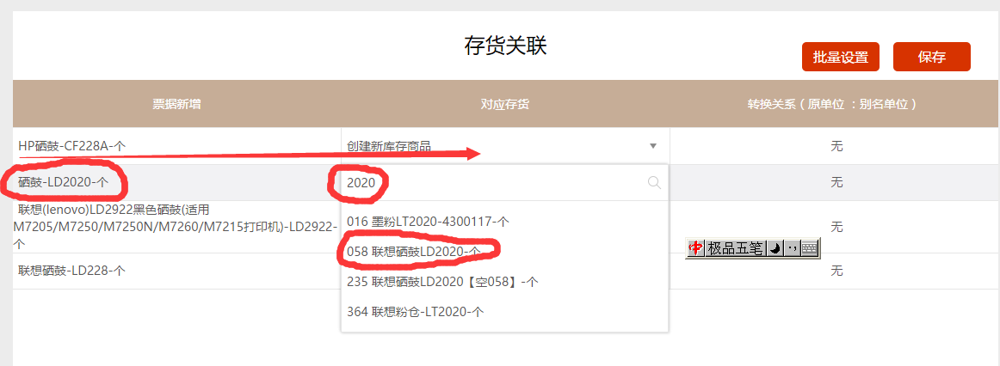 存货关联
批量设置
保存
票据新增
对应存货
转换关系（原单位 ：别名单位 ）
HP硒鼓-CF228A-个
创建新库存商品
无
硒鼓-LD2020-个
2020
无
联想(lenovo)LD2922黑色硒鼓(适用
M7205/M7250/M7250N/M7260/M7215打印机)-LD2922-
个
无
联想硒鼓-LD228-个
无
016 墨粉LT2020-4300117-个
058 联想硒鼓LD2020-个
235 联想硒鼓LD2020【空058】-个
364 联想粉仓-LT2020-个
中 极品五笔